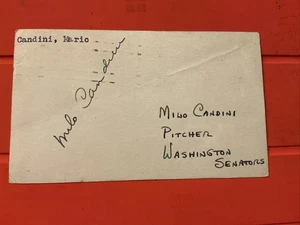 Candini, Mario
Milo Candini
MILO CANDINI
PITCHER
WASHINGTON
SENATORS